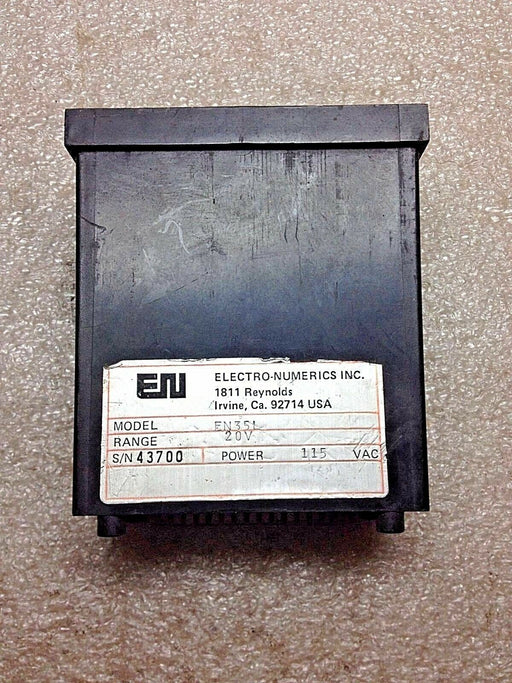 EN ELECTRO-NUMERICS INC.
1811 Reynolds
Irvine, Ca. 92714 USA
MODEL EN35L
RANGE 20V
S/N 43700 POWER 115 VAC